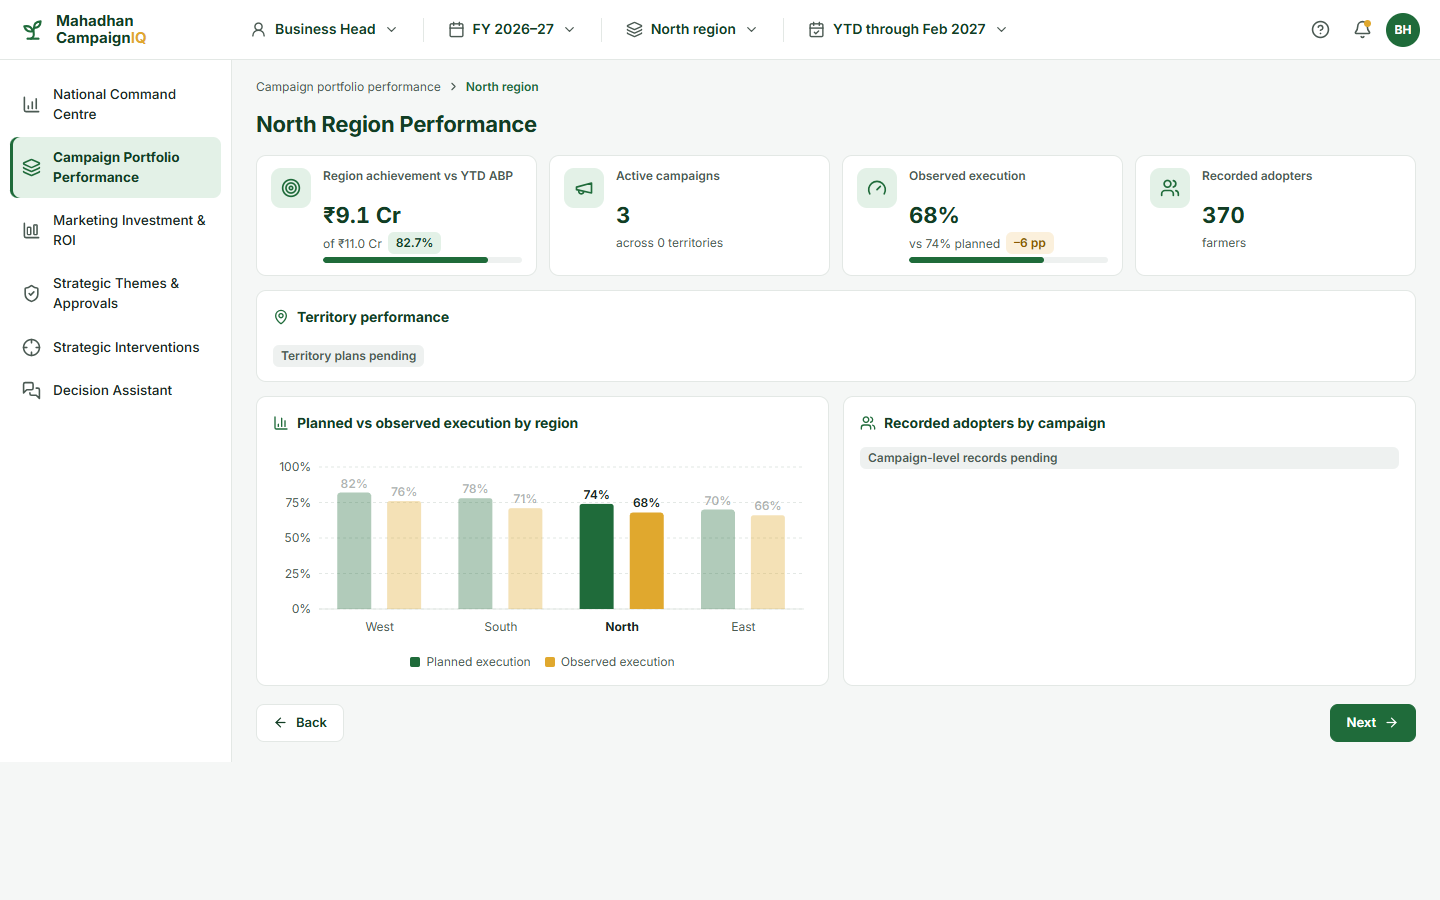 Mahadhan
CampaignIQ
Business Head
FY 2026–27
North region
YTD through Feb 2027
BH
National Command
Centre
Campaign Portfolio
Performance
Marketing Investment &
ROI
Strategic Themes &
Approvals
Strategic Interventions
Decision Assistant
Campaign portfolio performance > North region
North Region Performance
Region achievement vs YTD ABP
₹9.1 Cr
of ₹11.0 Cr 82.7%
Active campaigns
3
across 0 territories
Observed execution
68%
vs 74% planned −6 pp
Recorded adopters
370
farmers
Territory performance
Territory plans pending
Planned vs observed execution by region
100%
75%
50%
25%
0%
82%
76%
78%
71%
74%
68%
70%
66%
West
South
North
East
Planned execution
Observed execution
Recorded adopters by campaign
Campaign-level records pending
Back
Next